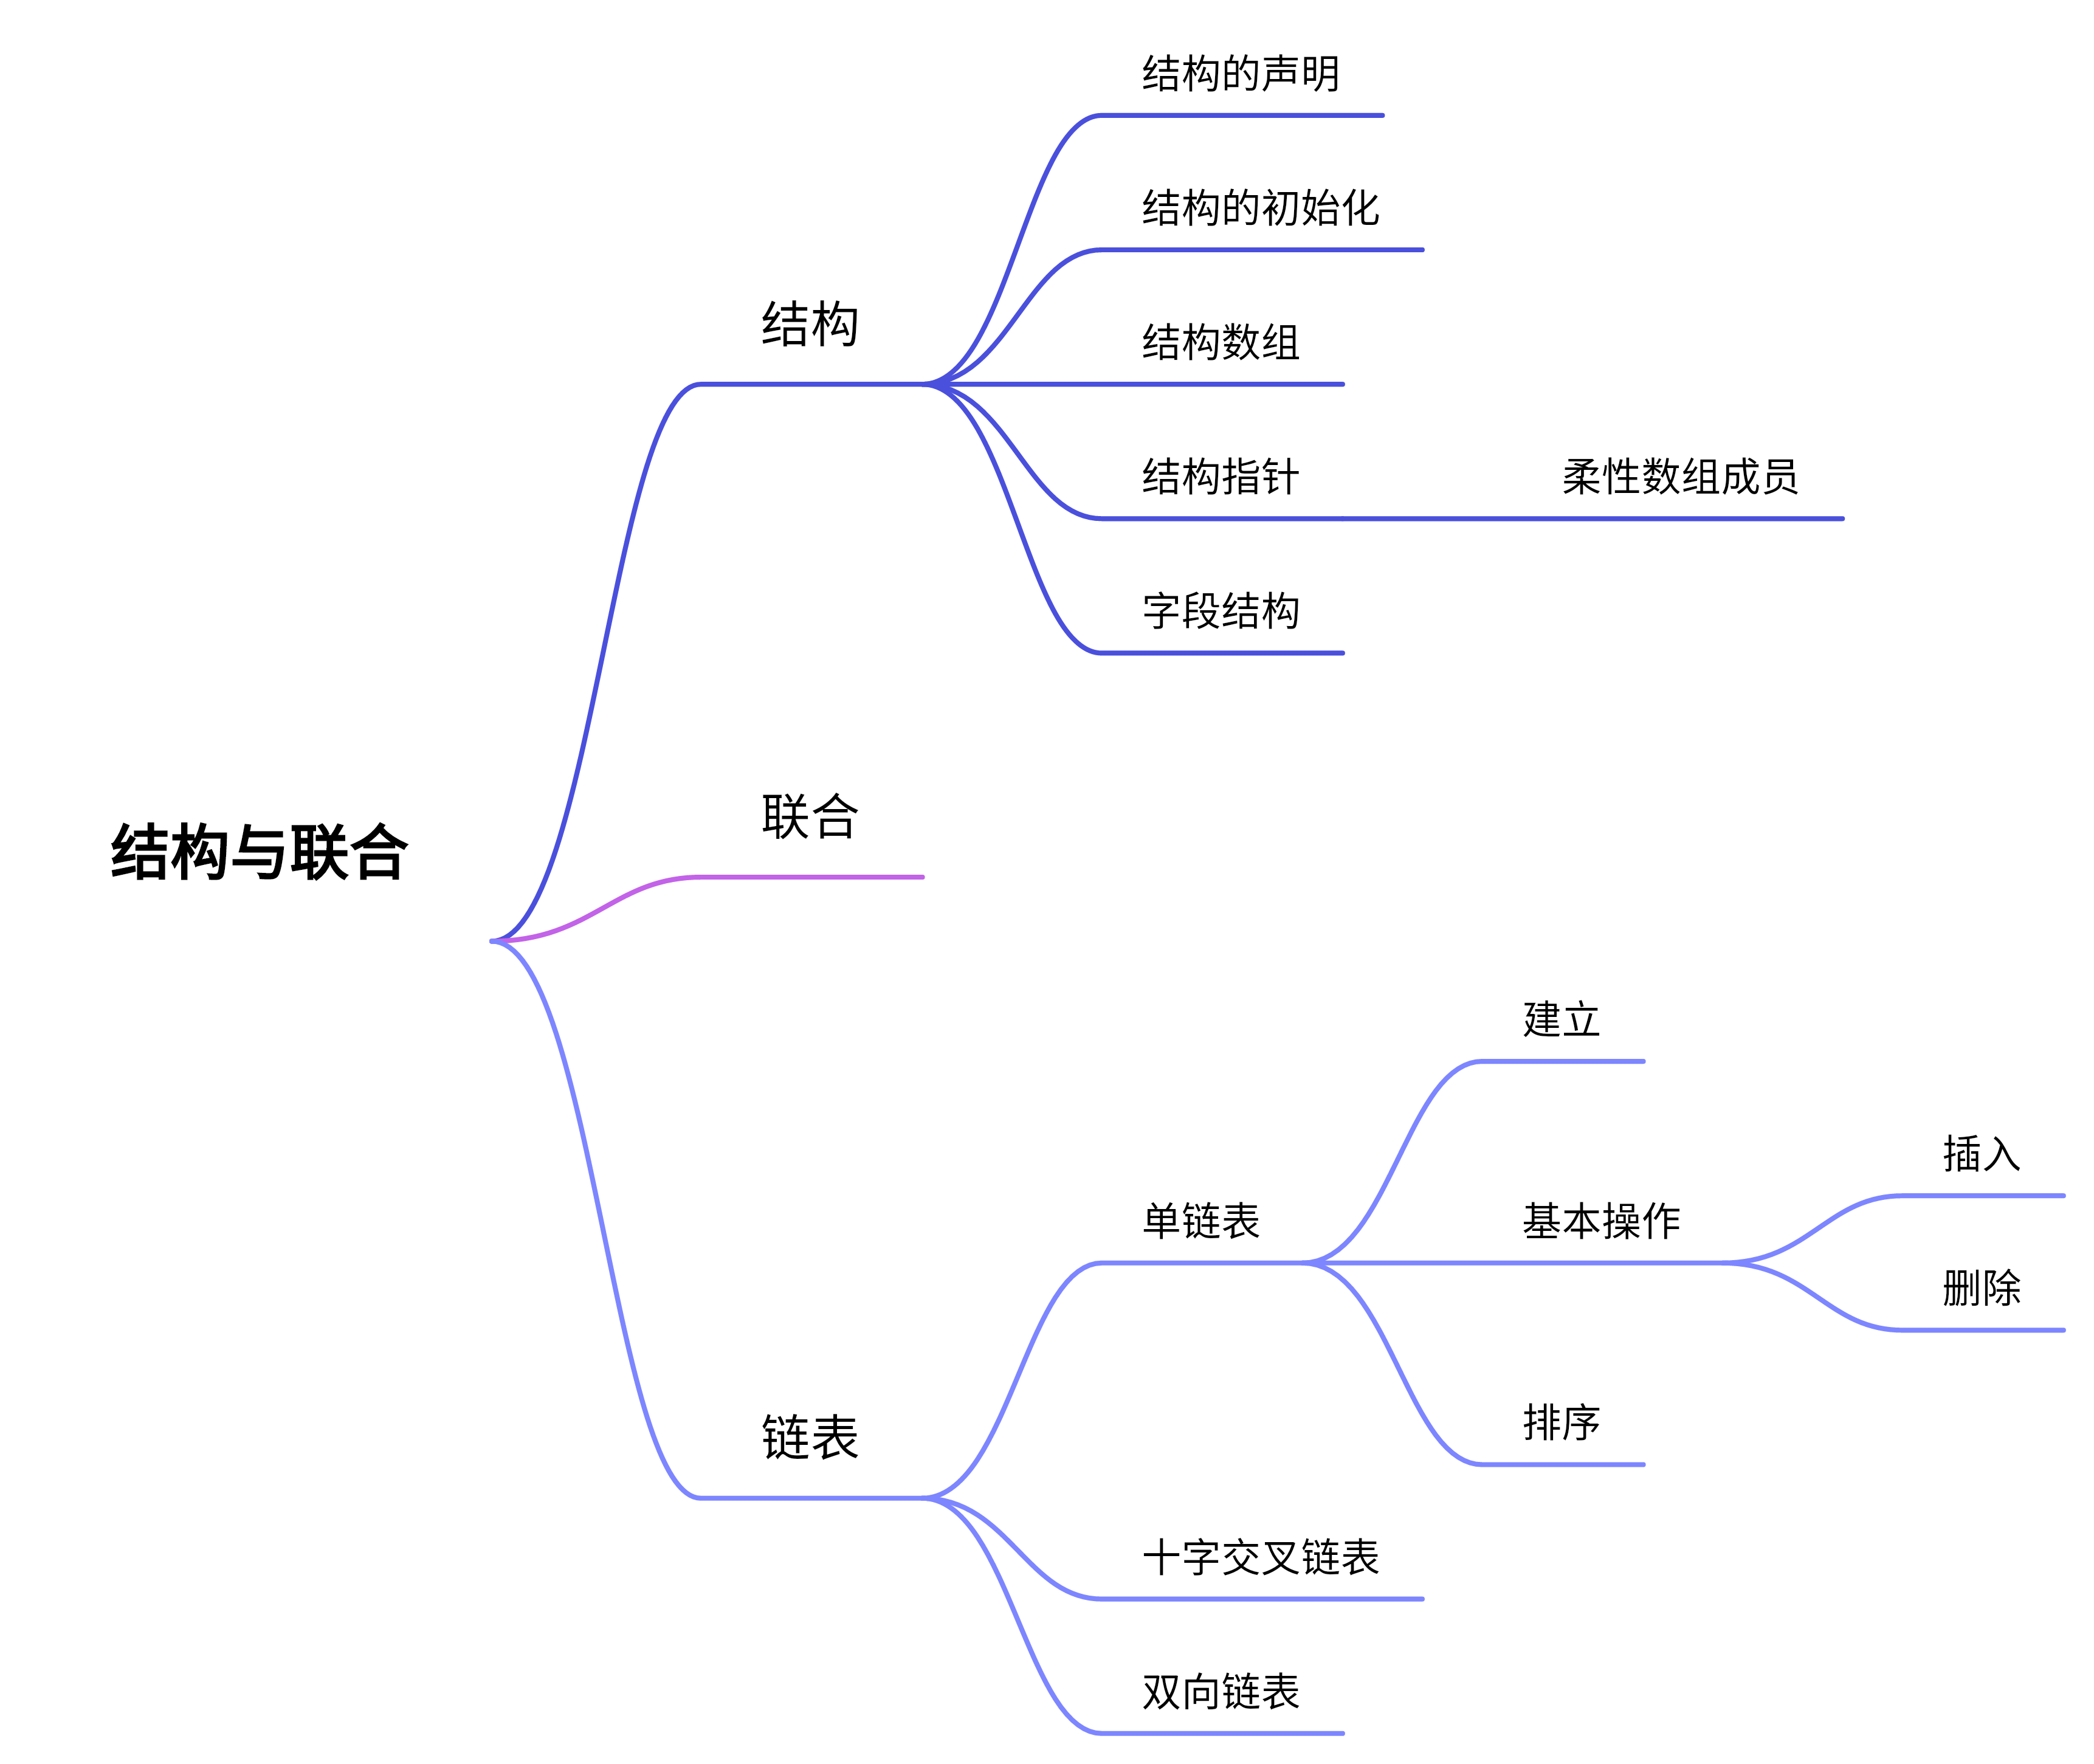 结构与联合
结构
结构的声明
结构的初始化
结构数组
结构指针
柔性数组成员
字段结构
联合
链表
单链表
建立
基本操作
插入
删除
排序
十字交叉链表
双向链表